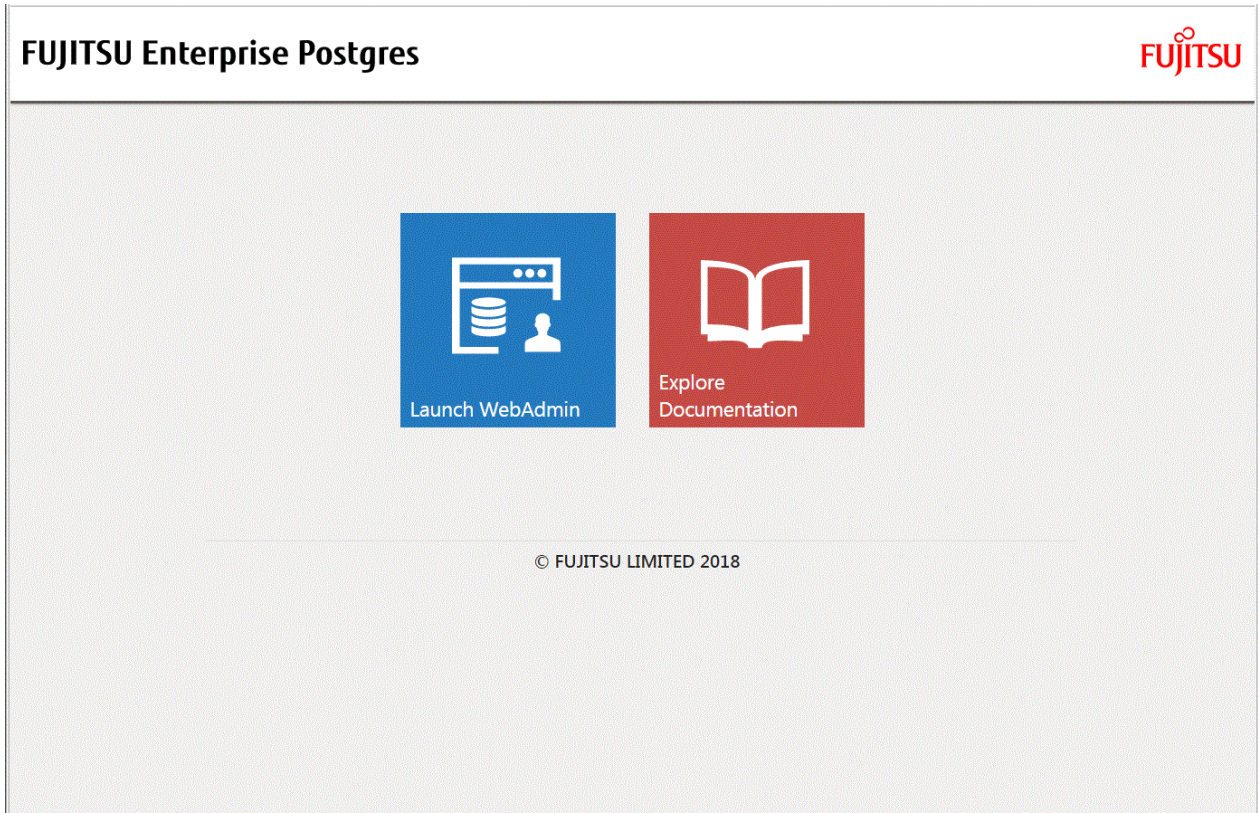 FUJITSU Enterprise Postgres
FUJITSU
Launch WebAdmin
Explore
Documentation
© FUJITSU LIMITED 2018